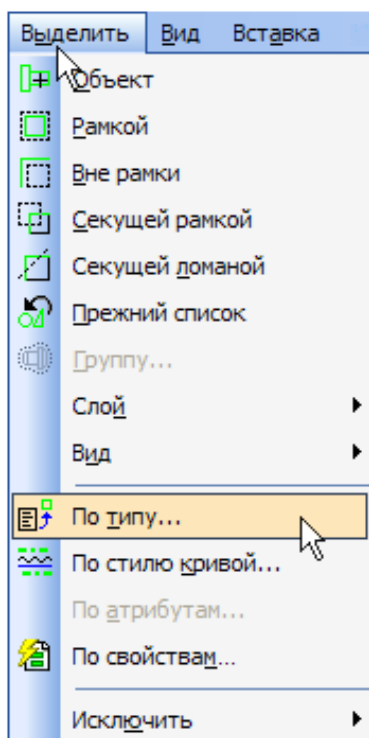 Выделить Вид Вставка
Объект
Рамкой
Вне рамки
Секущей рамкой
Секущей ломаной
Прежний список
Группу...
Слой
Вид
По типу...
По стилю кривой...
По атрибутам...
По свойствам...
Исключить